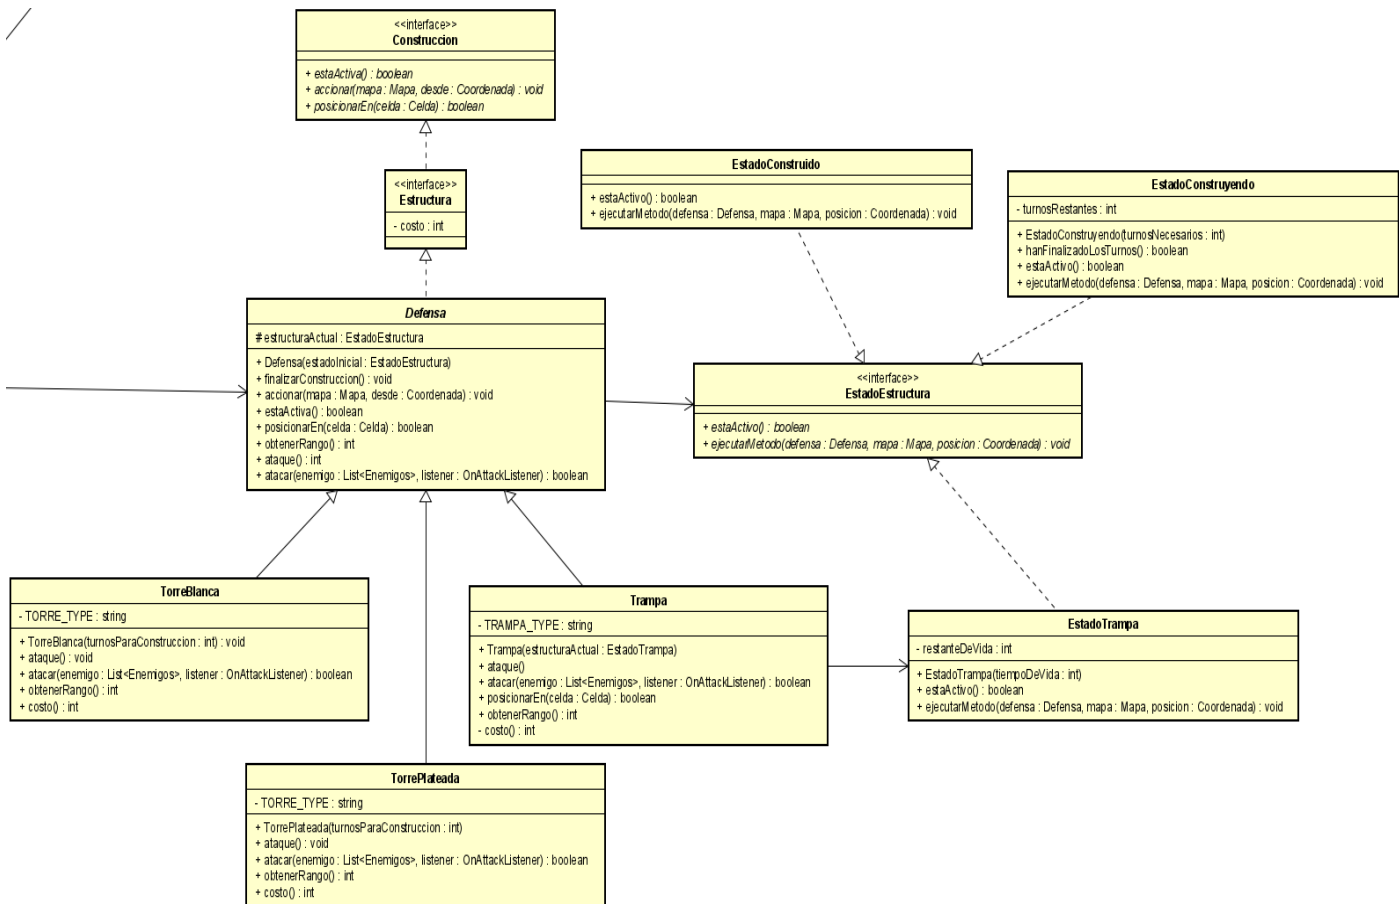 <<interface>>
Construccion
+ estaActiva() : boolean
+ accionar(mapa : Mapa, desde : Coordenada) : void
+ posicionarEn(celda : Celda) : boolean
<<interface>>
Estructura
- costo : int
EstadoConstruido
+ estaActivo() : boolean
+ ejecutarMetodo(defensa : Defensa, mapa : Mapa, posicion : Coordenada) : void
EstadoConstruyendo
- turnosRestantes : int
+ EstadoConstruyendo(turnosNecesarios : int)
+ hanFinalizadoLosTurnos() : boolean
+ estaActivo() : boolean
+ ejecutarMetodo(defensa : Defensa, mapa : Mapa, posicion : Coordenada) : void
Defensa
# estructuraActual : EstadoEstructura
+ Defensa(estadoInicial : EstadoEstructura)
+ finalizarConstruccion() : void
+ accionar(mapa : Mapa, desde : Coordenada) : void
+ estaActiva() : boolean
+ posicionarEn(celda : Celda) : boolean
+ obtenerRango() : int
+ ataque() : int
+ atacar(enemigo : List<Enemigos>, listener : OnAttackListener) : boolean
<<interface>>
EstadoEstructura
+ estaActivo() : boolean
+ ejecutarMetodo(defensa : Defensa, mapa : Mapa, posicion : Coordenada) : void
TorreBlanca
- TORRE_TYPE : string
+ TorreBlanca(turnosParaConstruccion : int) : void
+ ataque() : void
+ atacar(enemigo : List<Enemigos>, listener : OnAttackListener) : boolean
+ obtenerRango() : int
+ costo() : int
Trampa
- TRAMPA_TYPE : string
+ Trampa(estructuraActual : EstadoTrampa)
+ ataque()
+ atacar(enemigo : List<Enemigos>, listener : OnAttackListener) : boolean
+ posicionarEn(celda : Celda) : boolean
+ obtenerRango() : int
- costo() : int
EstadoTrampa
- restanteDeVida : int
+ EstadoTrampa(tiempoDeVida : int)
+ estaActivo() : boolean
+ ejecutarMetodo(defensa : Defensa, mapa : Mapa, posicion : Coordenada) : void
TorrePlateada
- TORRE_TYPE : string
+ TorrePlateada(turnosParaConstruccion : int)
+ ataque() : void
+ atacar(enemigo : List<Enemigos>, listener : OnAttackListener) : boolean
+ obtenerRango() : int
+ costo() : int